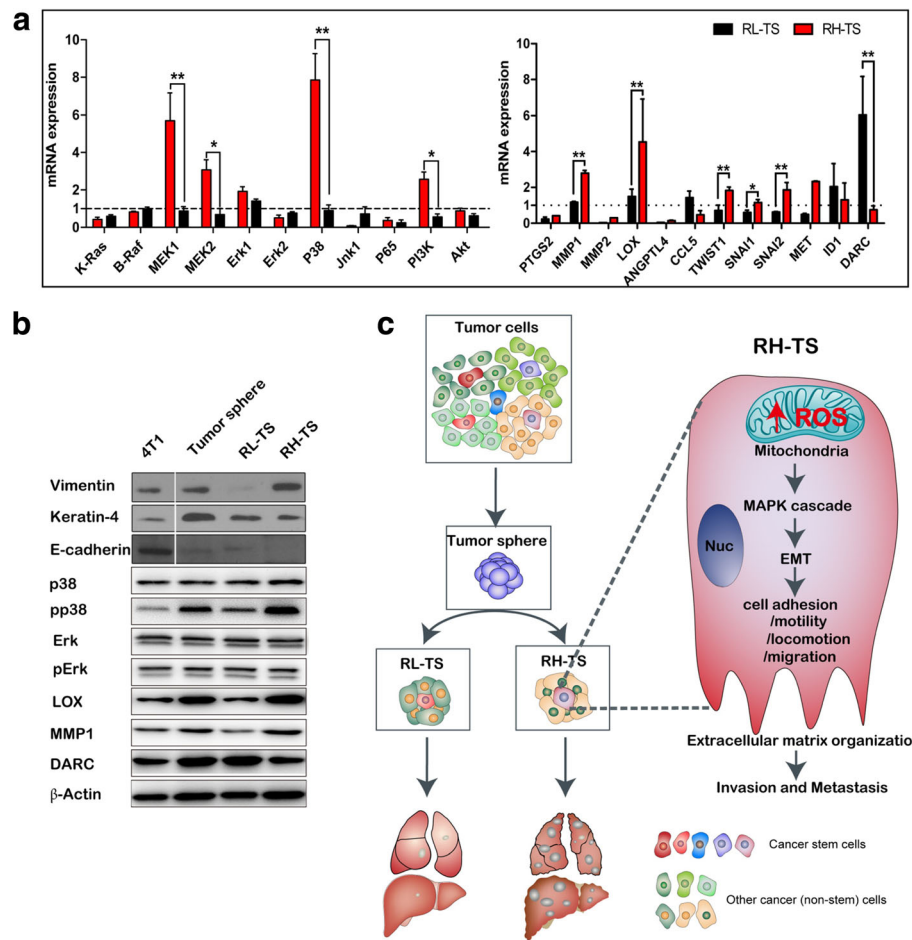 a
RL-TS RH-TS
mRNA expression
10
8
6
4
2
1
0
** * ** *
K-Ras B-Raf MEK1 MEK2 Erk1 Erk2 P38 Jnk1 P65 PI3K Akt
mRNA expression
10
8
6
4
2
0
** ** ** * ** **
PTGS2 MMP1 MMP2 LOX ANGPTL4 CCL5 TWIST1 SNAI1 SNAI2 MET ID1 DARC
b
4T1 Tumor sphere RL-TS RH-TS
Vimentin
Keratin-4
E-cadherin
p38
pp38
Erk
pErk
LOX
MMP1
DARC
β-Actin
c
Tumor cells
Tumor sphere
RL-TS
RH-TS
RH-TS
ROS
Mitochondria
MAPK cascade
Nuc
EMT
cell adhesion
/motility
/locomotion
/migration
Extracellular matrix organizatio
Invasion and Metastasis
Cancer stem cells
Other cancer (non-stem) cells